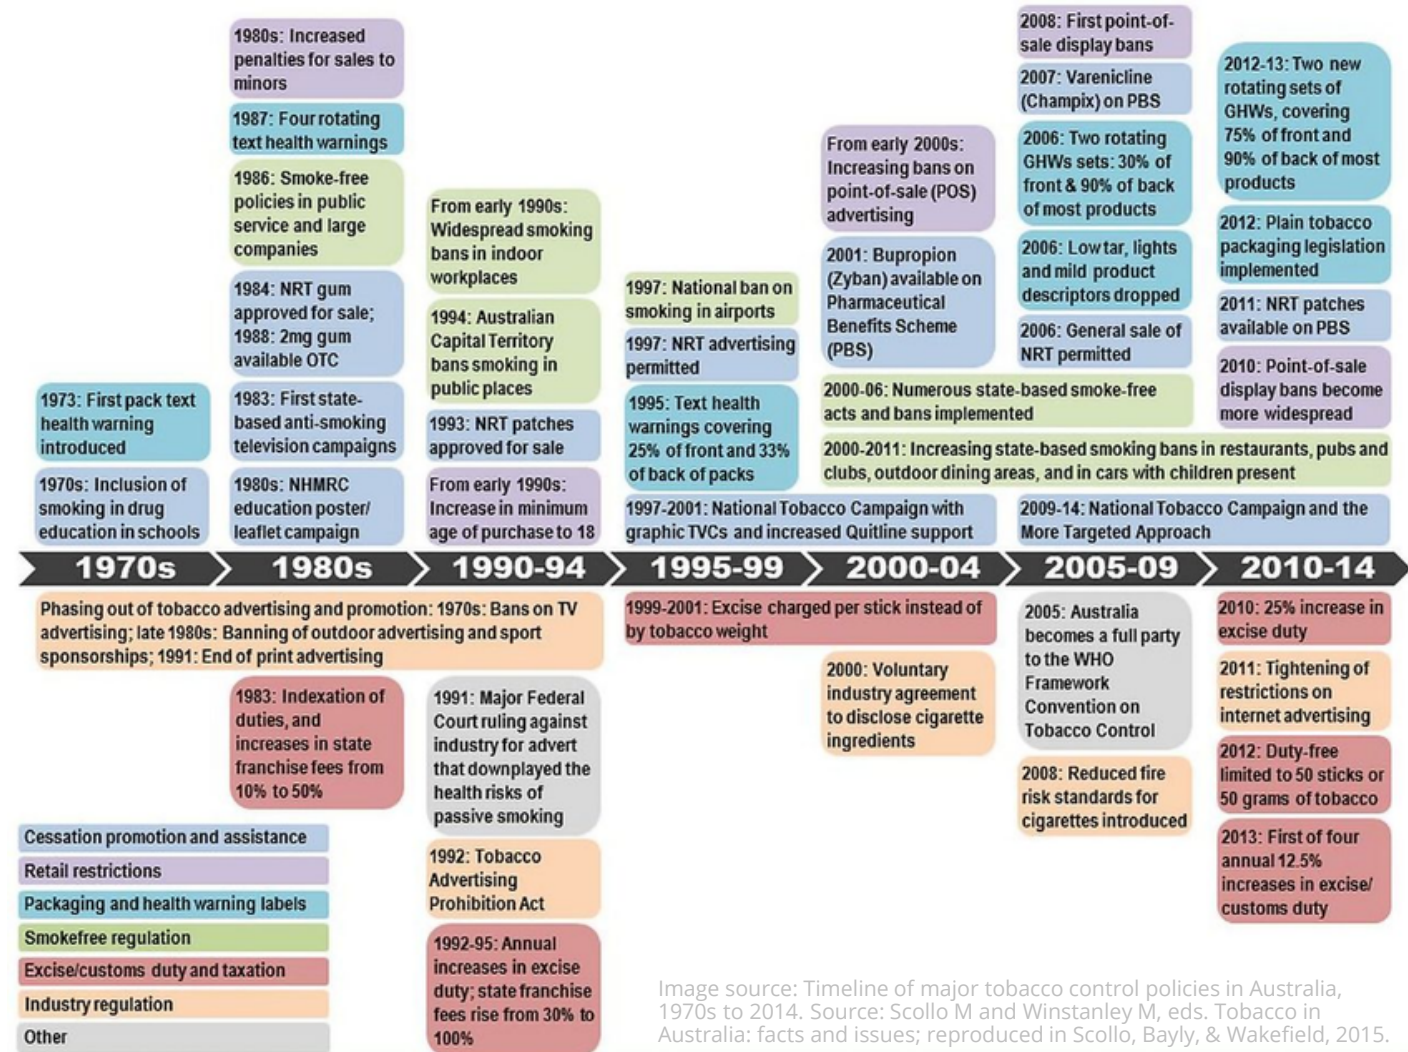 1973: First pack text
health warning
introduced
1970s: Inclusion of
smoking in drug
education in schools
1980s: Increased
penalties for sales to
minors
1987: Four rotating
text health warnings
1986: Smoke-free
policies in public
service and large
companies
1984: NRT gum
approved for sale;
1988: 2mg gum
available OTC
1983: First state-
based anti-smoking
television campaigns
1980s: NHMRC
education poster/
leaflet campaign
From early 1990s:
Widespread smoking
bans in indoor
workplaces
1994: Australian
Capital Territory
bans smoking in
public places
1993: NRT patches
approved for sale
From early 1990s:
Increase in minimum
age of purchase to 18
1997: National ban on
smoking in airports
1997: NRT advertising
permitted
1995: Text health
warnings covering
25% of front and 33%
of back of packs
From early 2000s:
Increasing bans on
point-of-sale (POS)
advertising
2001: Bupropion
(Zyban) available on
Pharmaceutical
Benefits Scheme
(PBS)
2008: First point-of-
sale display bans
2007: Varenicline
(Champix) on PBS
2006: Two rotating
GHWs sets: 30% of
front & 90% of back
of most products
2006: Low tar, lights
and mild product
descriptors dropped
2006: General sale of
NRT permitted
2012-13: Two new
rotating sets of
GHWs, covering
75% of front and
90% of back of most
products
2012: Plain tobacco
packaging legislation
implemented
2011: NRT patches
available on PBS
2010: Point-of-sale
display bans become
more widespread
2000-06: Numerous state-based smoke-free
acts and bans implemented
2000-2011: Increasing state-based smoking bans in restaurants, pubs and
clubs, outdoor dining areas, and in cars with children present
1997-2001: National Tobacco Campaign with
graphic TVCs and increased Quitline support
2009-14: National Tobacco Campaign and the
More Targeted Approach
1970s 1980s 1990-94 1995-99 2000-04 2005-09 2010-14
Phasing out of tobacco advertising and promotion: 1970s: Bans on TV
advertising; late 1980s: Banning of outdoor advertising and sport
sponsorships; 1991: End of print advertising
1983: Indexation of
duties, and
increases in state
franchise fees from
10% to 50%
1991: Major Federal
Court ruling against
industry for advert
that downplayed the
health risks of
passive smoking
1992: Tobacco
Advertising
Prohibition Act
1992-95: Annual
increases in excise
duty; state franchise
fees rise from 30% to
100%
1999-2001: Excise charged per stick instead of
by tobacco weight
2000: Voluntary
industry agreement
to disclose cigarette
ingredients
2005: Australia
becomes a full party
to the WHO
Framework
Convention on
Tobacco Control
2008: Reduced fire
risk standards for
cigarettes introduced
2010: 25% increase in
excise duty
2011: Tightening of
restrictions on
internet advertising
2012: Duty-free
limited to 50 sticks or
50 grams of tobacco
2013: First of four
annual 12.5%
increases in excise/
customs duty
Cessation promotion and assistance
Retail restrictions
Packaging and health warning labels
Smokefree regulation
Excise/customs duty and taxation
Industry regulation
Other
Image source: Timeline of major tobacco control policies in Australia,
1970s to 2014. Source: Scollo M and Winstanley M, eds. Tobacco in
Australia: facts and issues; reproduced in Scollo, Bayly, & Wakefield, 2015.